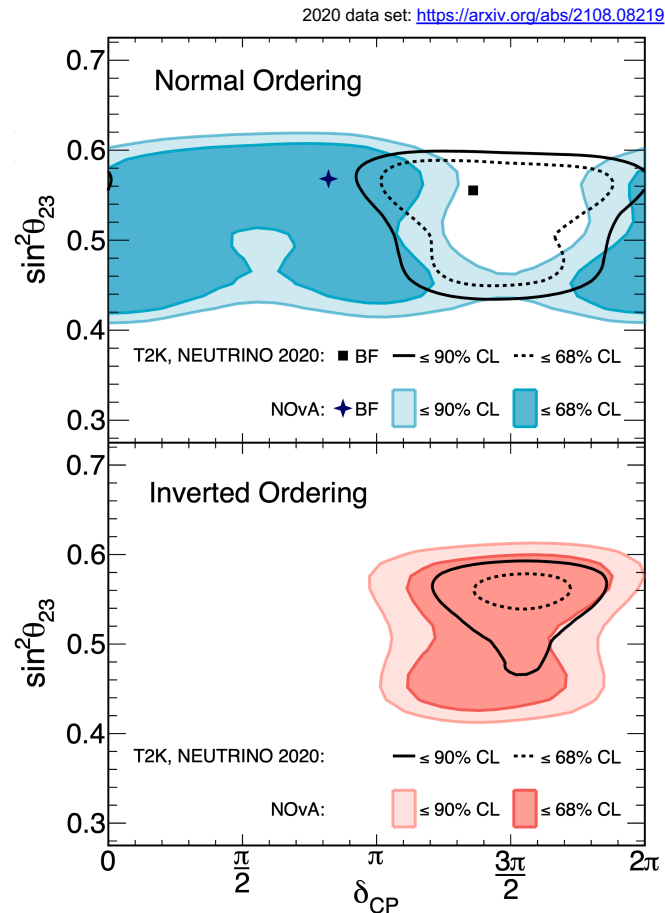 2020 data set: https://arxiv.org/abs/2108.08219
0.7
Normal Ordering
0.6
sin²θ₂₃
0.5
0.4
T2K, NEUTRINO 2020: BF ≤ 90% CL ≤ 68% CL
NOvA: BF ≤ 90% CL ≤ 68% CL
0.3
0.7
Inverted Ordering
0.6
sin²θ₂₃
0.5
0.4
T2K, NEUTRINO 2020: ≤ 90% CL ≤ 68% CL
NOvA: ≤ 90% CL ≤ 68% CL
0.3
0 π/2 π 3π/2 2π
δ_CP